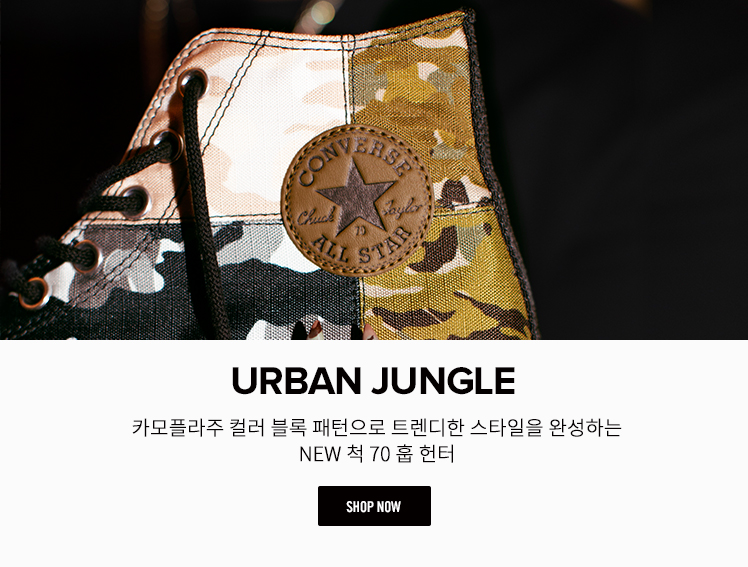 CONVERSE
Chuck Taylor
ALL STAR
URBAN JUNGLE
카모플라주 컬러 블록 패턴으로 트렌디한 스타일을 완성하는
NEW 척 70 훕 헌터
SHOP NOW